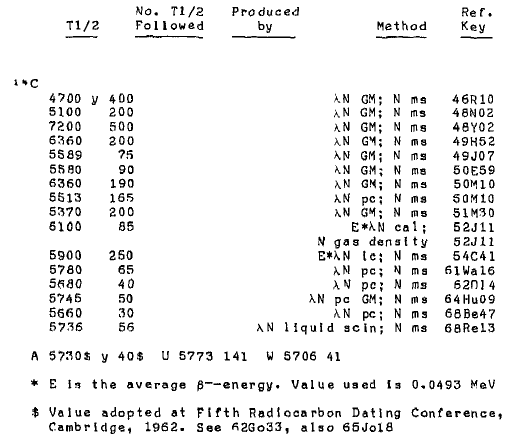 No. T1/2 Produced Ref.
T1/2 Followed by Method Key
14C
4700 y 400 λN GM; N ms 46R10
5100 200 λN GM; N ms 48N02
7200 500 λN GM; N ms 48Y02
6360 200 λN GM; N ms 49H52
5589 75 λN GM; N ms 49J07
5580 90 λN GM; N ms 50E59
6360 190 λN GM; N ms 50M10
5513 165 λN pc; N ms 50M10
5370 200 λN GM; N ms 51M30
6100 85 E*λN cal; 52J11
N gas density 52J11
5900 250 E*λN ic; N ms 54C41
5780 65 λN pc; N ms 61Wa16
5680 40 λN pc; N ms 62O14
5745 50 λN pc GM; N ms 64Hu09
5660 30 λN pc; N ms 68Be47
5736 56 λN liquid scin; N ms 68Re13
A 5730$ y 40$ U 5773 141 W 5706 41
* E is the average β--energy. Value used is 0.0493 MeV
$ Value adopted at Fifth Radiocarbon Dating Conference,
Cambridge, 1962. See 62Go33, also 65Jo18